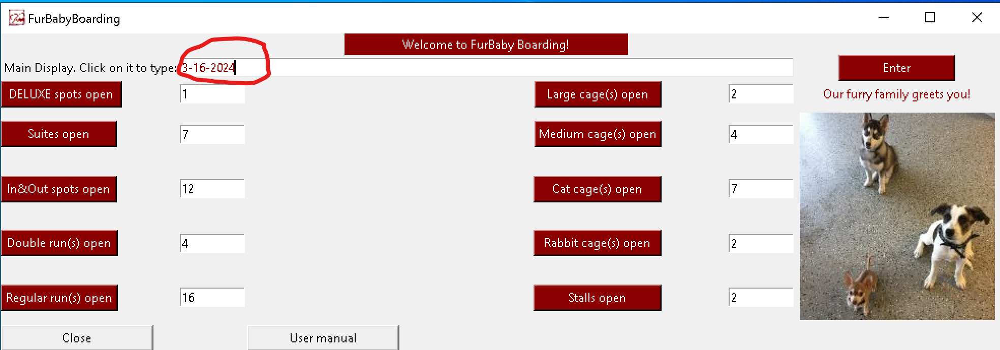 FurBabyBoarding
Welcome to FurBaby Boarding!
Main Display. Click on it to type: 3-16-2024 Enter
DELUXE spots open 1 Large cage(s) open 2 Our furry family greets you!
Suites open 7 Medium cage(s) open 4
In&Out spots open 12 Cat cage(s) open 7
Double run(s) open 4 Rabbit cage(s) open 2
Regular run(s) open 16 Stalls open 2
Close User manual